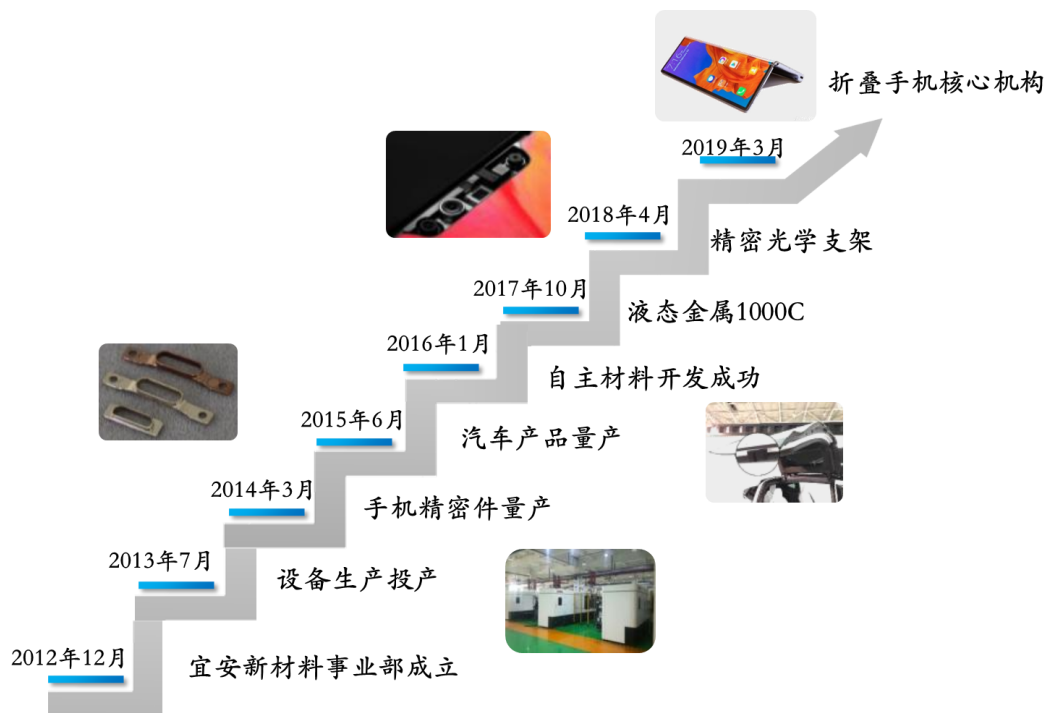 折叠手机核心机构
2019年3月
2018年4月
精密光学支架
2017年10月
液态金属1000C
2016年1月
自主材料开发成功
2015年6月
汽车产品量产
2014年3月
手机精密件量产
2013年7月
设备生产投产
2012年12月
宜安新材料事业部成立